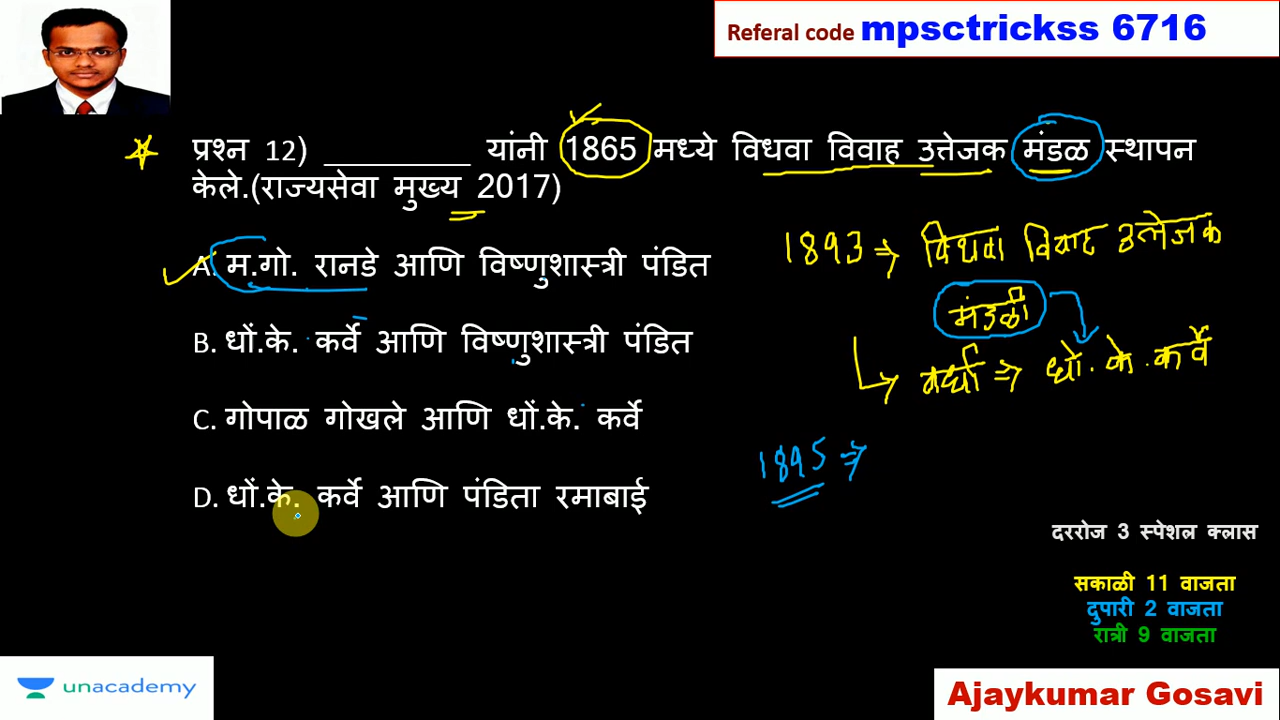 Referal code mpsctrickss 6716
प्रश्न 12) _________ यांनी 1865 मध्ये विधवा विवाह उत्तेजक मंडळ स्थापन
केले.(राज्यसेवा मुख्य 2017)
A. म.गो. रानडे आणि विष्णुशास्त्री पंडित
B. धों.के. कर्वे आणि विष्णुशास्त्री पंडित
C. गोपाळ गोखले आणि धों.के. कर्वे
D. धों.के. कर्वे आणि पंडिता रमाबाई
1893 ⇒ विधवा विवाह उत्तेजक
मंडळी
वर्धा ⇒ धों. के. कर्वे
1895 ⇒
दररोज 3 स्पेशल क्लास
सकाळी 11 वाजता
दुपारी 2 वाजता
रात्री 9 वाजता
unacademy
Ajaykumar Gosavi